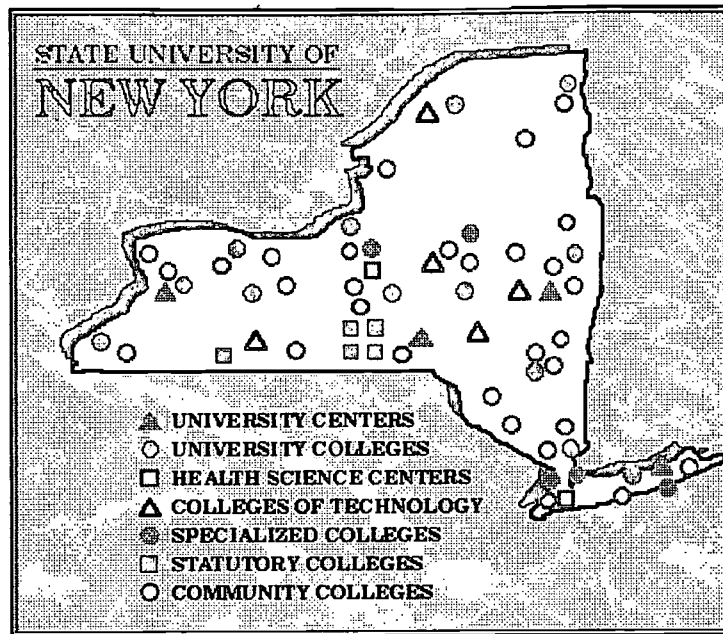 STATE UNIVERSITY OF
NEW YORK
UNIVERSITY CENTERS
UNIVERSITY COLLEGES
HEALTH SCIENCE CENTERS
COLLEGES OF TECHNOLOGY
SPECIALIZED COLLEGES
STATUTORY COLLEGES
COMMUNITY COLLEGES